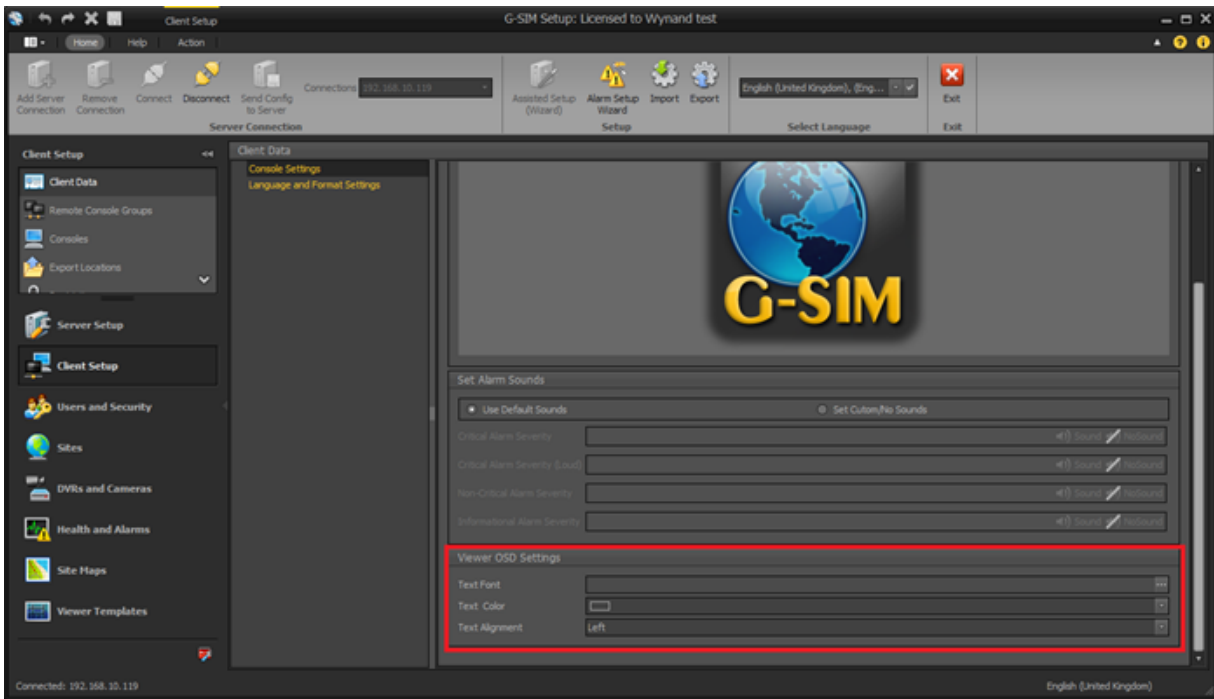 Client Setup
G-SIM Setup: Licensed to Wynand test
Home Help Action
Add Server Connection
Remove Connection
Connect
Disconnect
Send Config to Server
Connections 192.168.10.119
Assisted Setup (Wizard)
Alarm Setup Wizard
Import
Export
English (United Kingdom), (Eng...
Exit
Server Connection
Setup
Select Language
Exit
Client Setup
Client Data
Remote Console Groups
Consoles
Export Locations
Server Setup
Client Setup
Users and Security
Sites
DVRs and Cameras
Health and Alarms
Site Maps
Viewer Templates
Client Data
Console Settings
Language and Format Settings
G-SIM
Set Alarm Sounds
Use Default Sounds
Set Cutom/No Sounds
Critical Alarm Severity Sound NoSound
Critical Alarm Severity (Loud) Sound NoSound
Non-Critical Alarm Severity Sound NoSound
Informational Alarm Severity Sound NoSound
Viewer OSD Settings
Text Font ...
Text Color
Text Alignment Left
Connected: 192.168.10.119
English (United Kingdom)